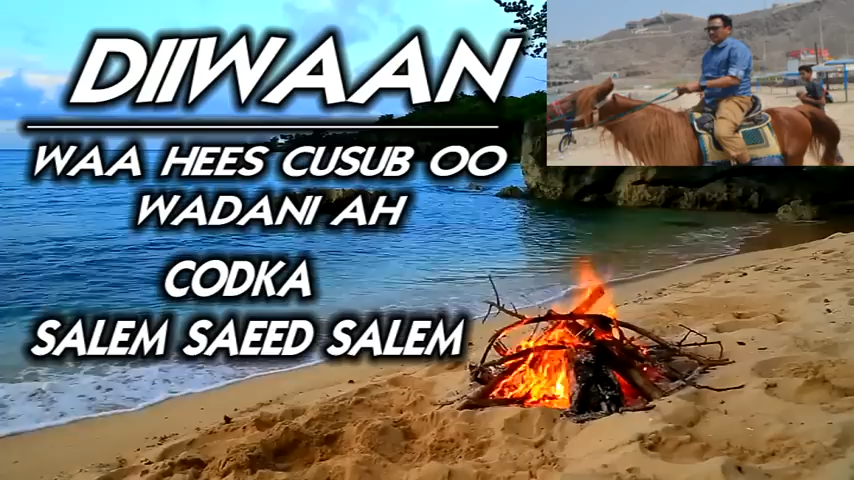 DIIWAAN
WAA HEES CUSUB OO
WADANI AH
CODKA
SALEM SAEED SALEM